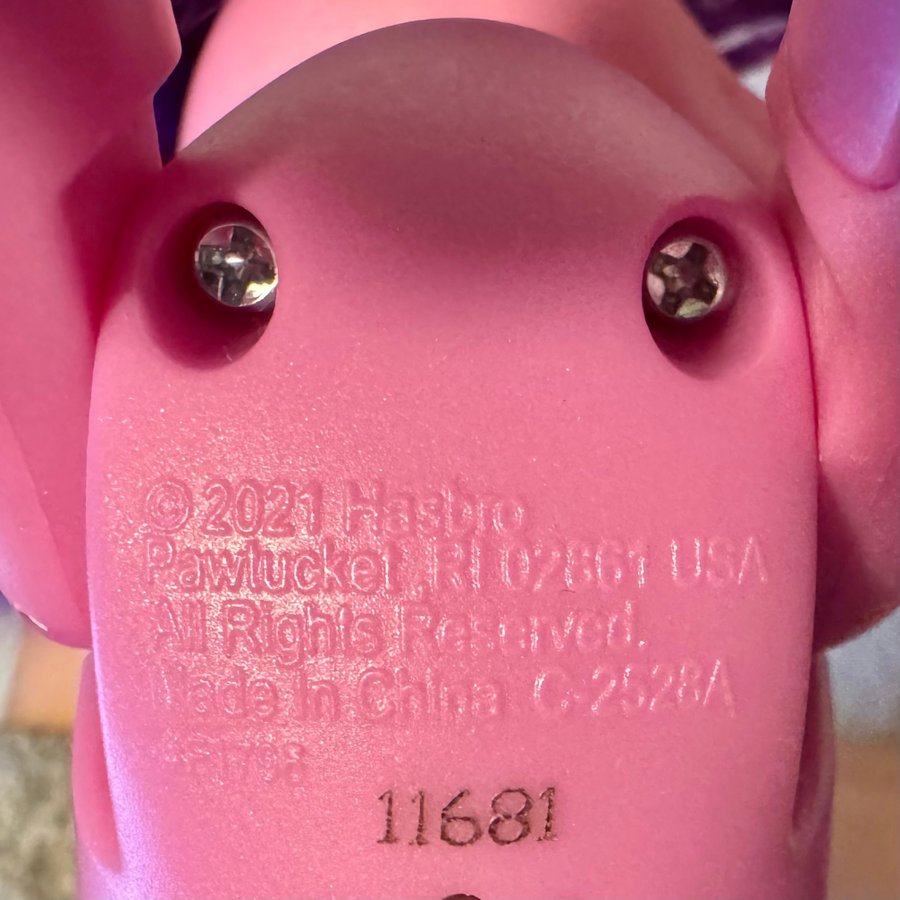 © 2021 Hasbro
Pawtucket, RI 02861 USA
All Rights Reserved.
Made In China C-2528A
11681